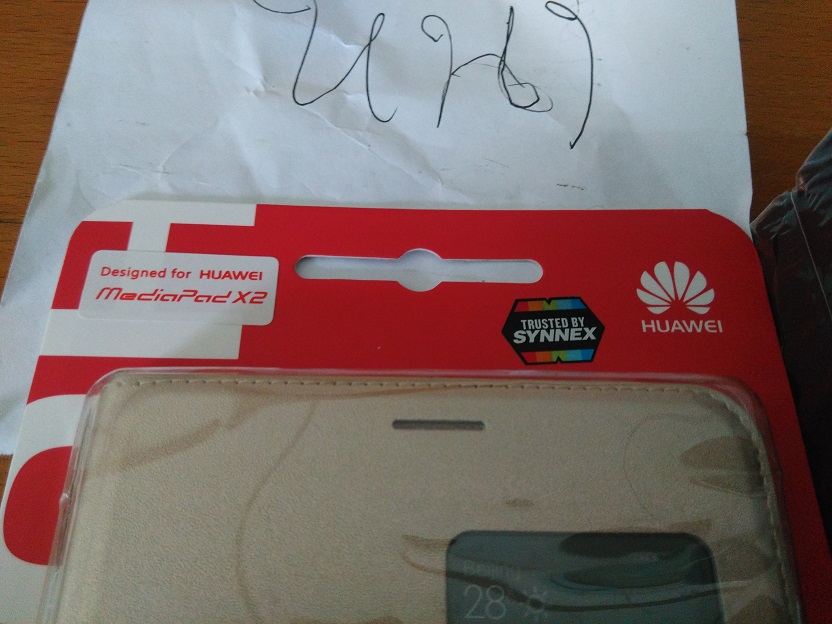 Designed for HUAWEI
MediaPad X2
TRUSTED BY
SYNNEX
HUAWEI
28